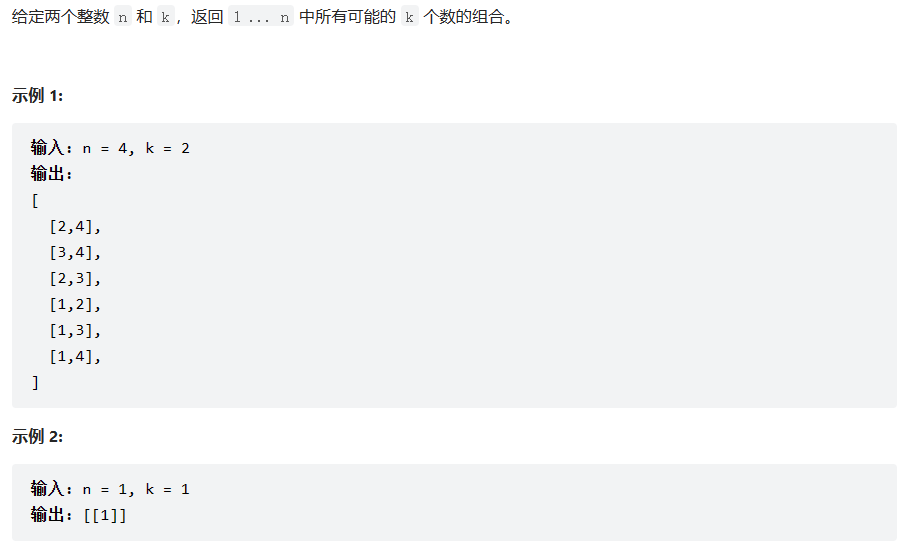 给定两个整数 n 和 k，返回 1 ... n 中所有可能的 k 个数的组合。
示例 1:
输入：n = 4, k = 2
输出：
[
[2,4],
[3,4],
[2,3],
[1,2],
[1,3],
[1,4],
]
示例 2:
输入：n = 1, k = 1
输出：[[1]]